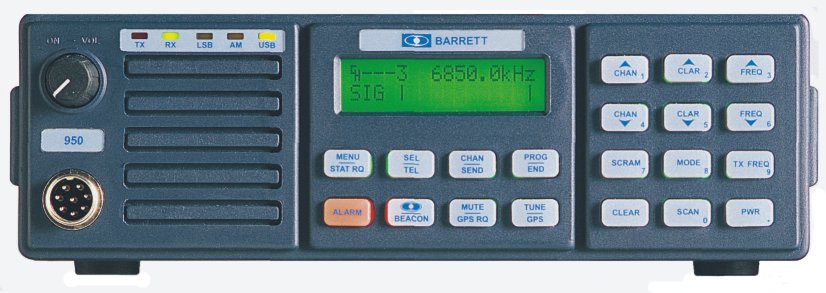 ON - VOL
TX RX LSB AM USB
950
BARRETT
---3 6850.0kHz
SIG
MENU
STAT RQ
SEL
TEL
CHAN
SEND
PROG
END
ALARM
BEACON
MUTE
GPS RQ
TUNE
GPS
CHAN 1
CLAR 2
FREQ 3
CHAN 4
CLAR 5
FREQ 6
SCRAM 7
MODE 8
TX FREQ 9
CLEAR
SCAN 0
PWR .